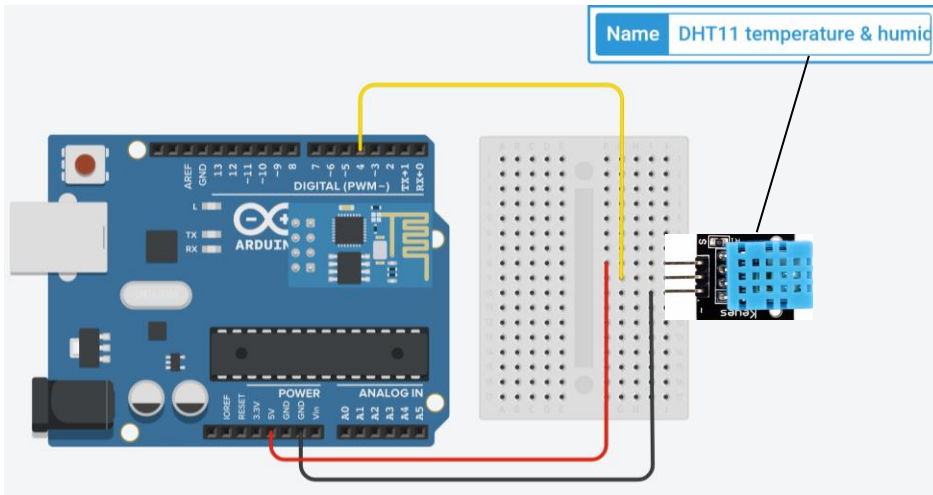 Name DHT11 temperature & humid
AREF
GND
13
12
~11
~10
~9
8
7
~6
~5
4
~3
2
TX→1
RX←0
DIGITAL (PWM~)
L
TX
RX
ARDUIN
S
-
Keyes
POWER
ANALOG IN
IOREF
RESET
3.3V
5V
GND
GND
Vin
A0
A1
A2
A3
A4
A5